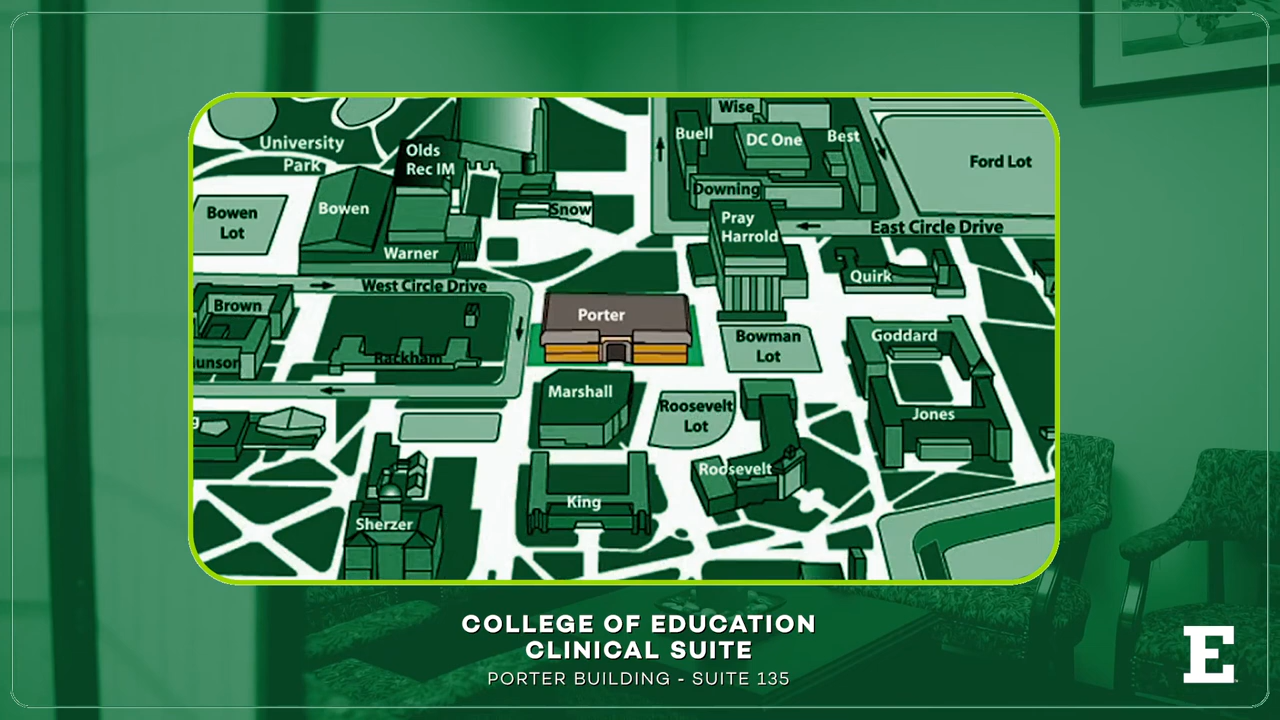 Wise
Buell
DC One
Best
University
Park
Olds
Rec IM
Ford Lot
Downing
Bowen
Lot
Bowen
Snow
Pray
Harrold
East Circle Drive
Warner
Quirk
West Circle Drive
Brown
Porter
Bowman
Lot
Goddard
Rackham
unson
Marshall
Roosevelt
Lot
Jones
g
Roosevelt
King
Sherzer
COLLEGE OF EDUCATION
CLINICAL SUITE
PORTER BUILDING - SUITE 135
E